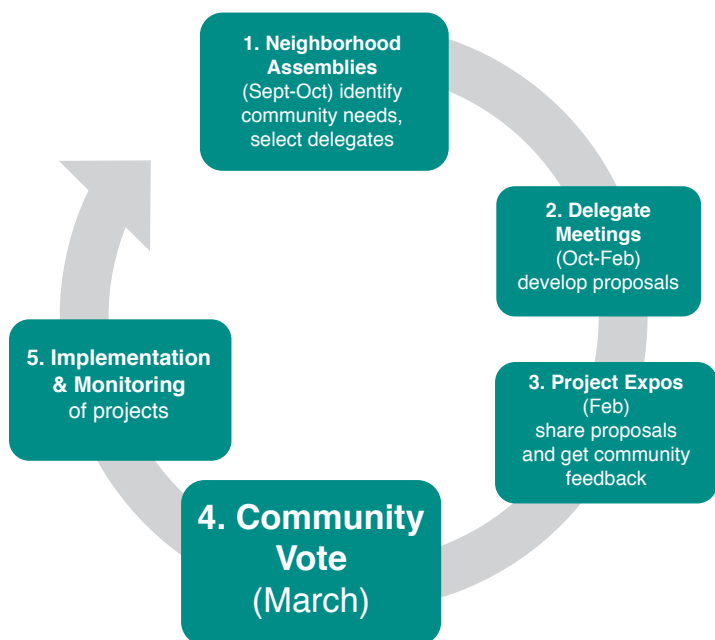 1. Neighborhood
Assemblies
(Sept-Oct) identify
community needs,
select delegates
2. Delegate
Meetings
(Oct-Feb)
develop proposals
3. Project Expos
(Feb)
share proposals
and get community
feedback
4. Community
Vote
(March)
5. Implementation
& Monitoring
of projects